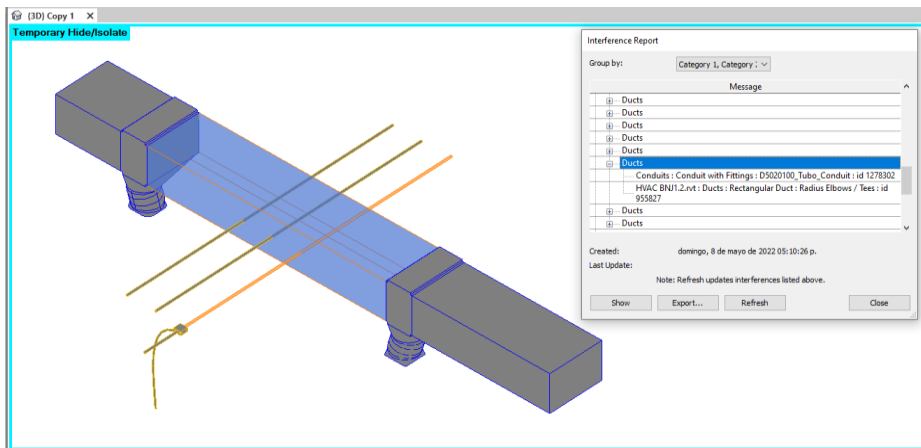 {3D} Copy 1
Temporary Hide/Isolate
Interference Report
Group by:
Category 1, Category 2
Message
Ducts
Ducts
Ducts
Ducts
Ducts
Ducts
Conduits : Conduit with Fittings : D5020100_Tubo_Conduit : id 1278302
HVAC BNJ1.2.rvt : Ducts : Rectangular Duct : Radius Elbows / Tees : id
955827
Ducts
Ducts
Created:
domingo, 8 de mayo de 2022 05:10:26 p.
Last Update:
Note: Refresh updates interferences listed above.
Show
Export...
Refresh
Close